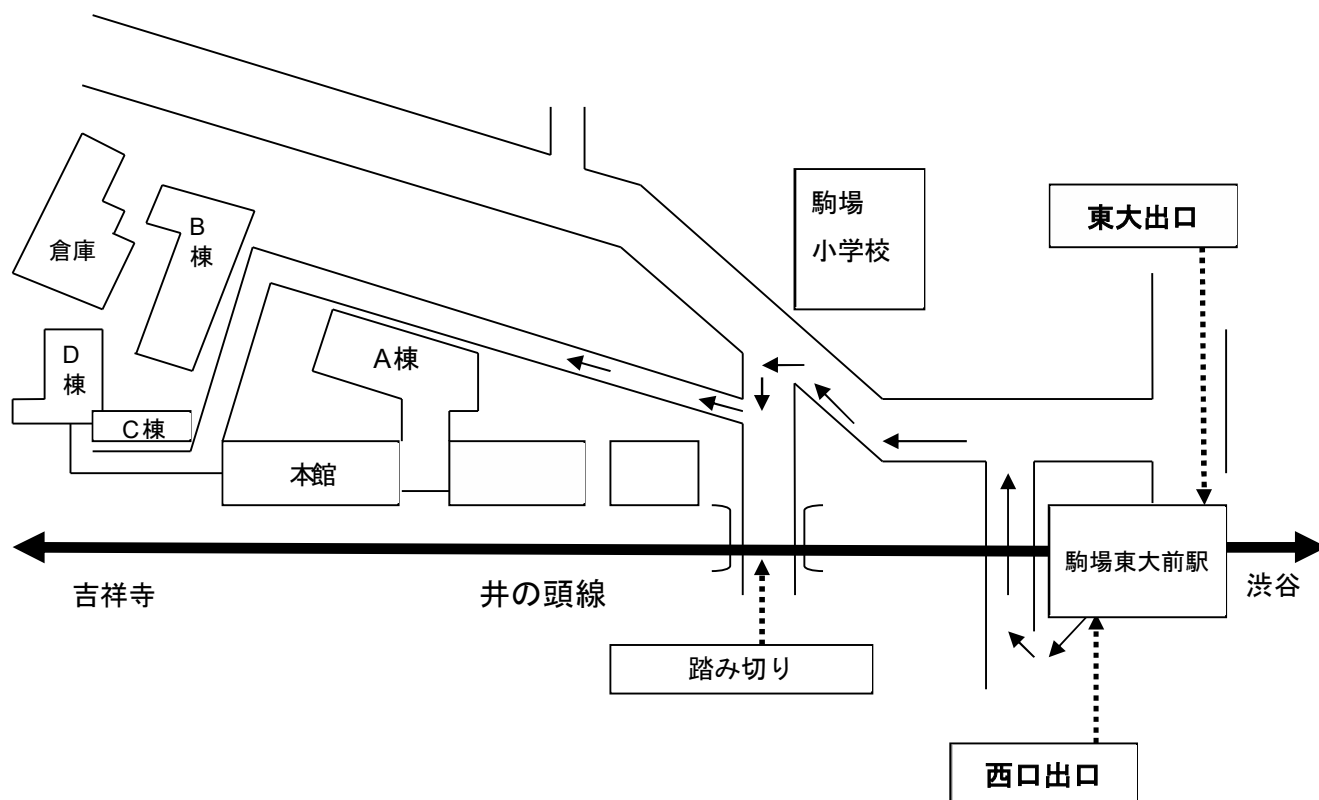 駒場
小学校
東大出口
B
棟
倉庫
D
棟
A棟
C棟
本館
駒場東大前駅
吉祥寺
井の頭線
渋谷
踏み切り
西口出口